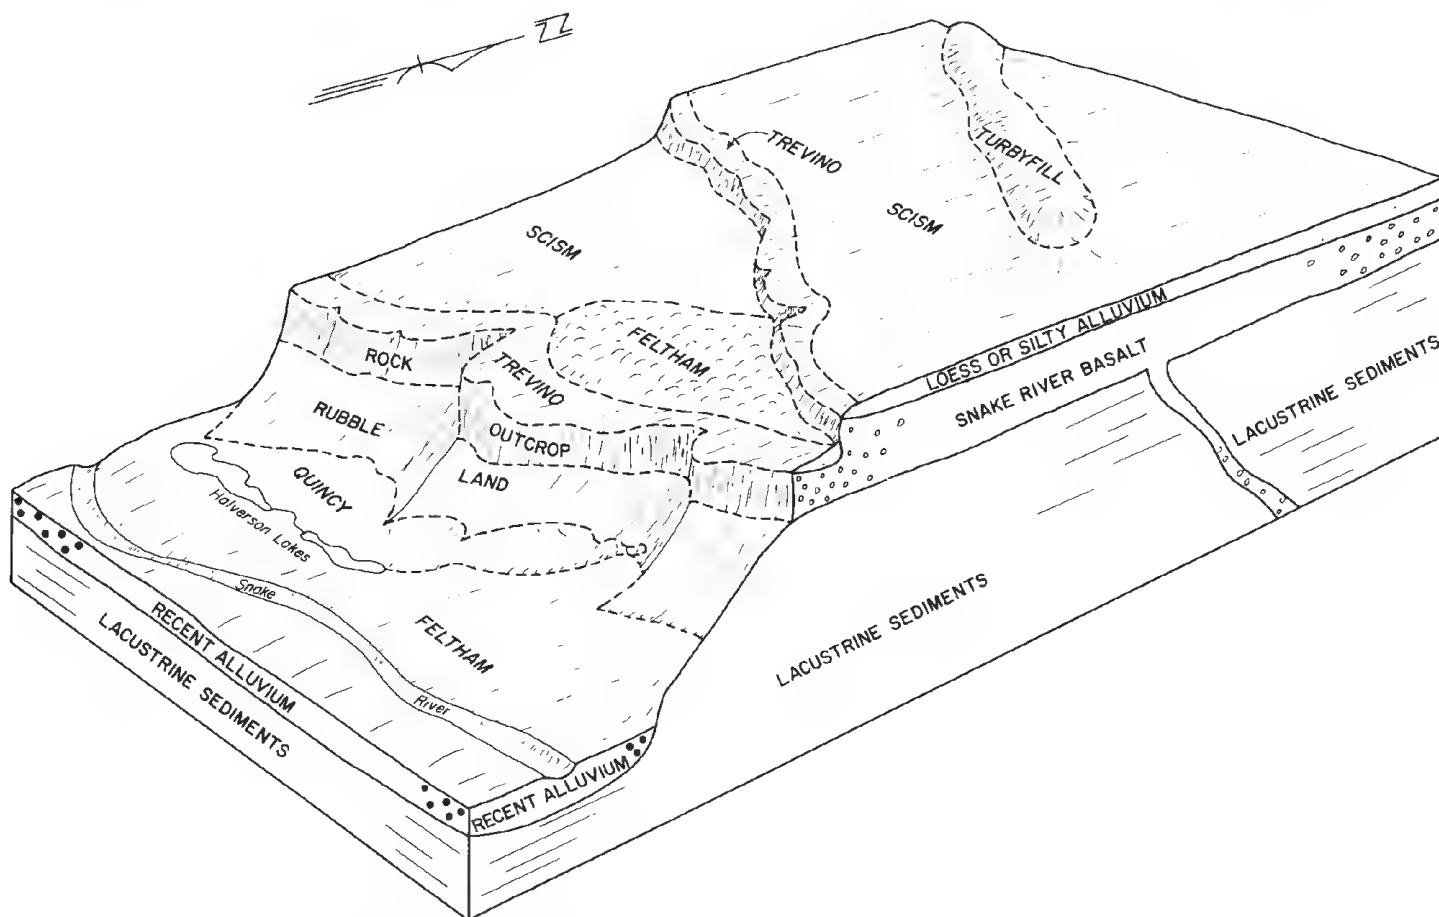 N
TREVINO
TURBYFILL
SCISM
SCISM
FELTHAM
LOESS OR SILTY ALLUVIUM
SNAKE RIVER BASALT
LACUSTRINE SEDIMENTS
ROCK
TREVINO
RUBBLE
OUTCROP
LAND
QUINCY
Halverson Lakes
Snake
River
FELTHAM
LACUSTRINE SEDIMENTS
RECENT ALLUVIUM
LACUSTRINE SEDIMENTS
RECENT ALLUVIUM